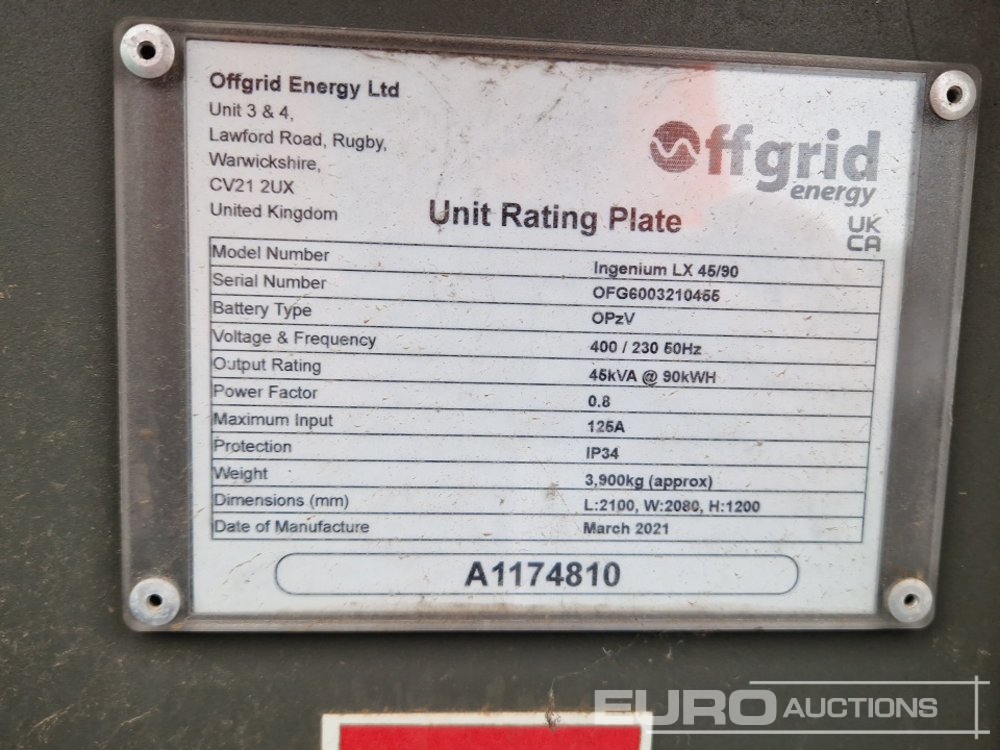 Offgrid Energy Ltd
Unit 3 & 4,
Lawford Road, Rugby,
Warwickshire,
CV21 2UX
United Kingdom
Offgrid
energy
UK
CA
Unit Rating Plate
Model Number Ingenium LX 45/90
Serial Number OFG6003210455
Battery Type OPzV
Voltage & Frequency 400 / 230 50Hz
Output Rating 45kVA @ 90kWH
Power Factor 0.8
Maximum Input 125A
Protection IP34
Weight 3,900kg (approx)
Dimensions (mm) L:2100, W:2080, H:1200
Date of Manufacture March 2021
A1174810
EURO AUCTIONS